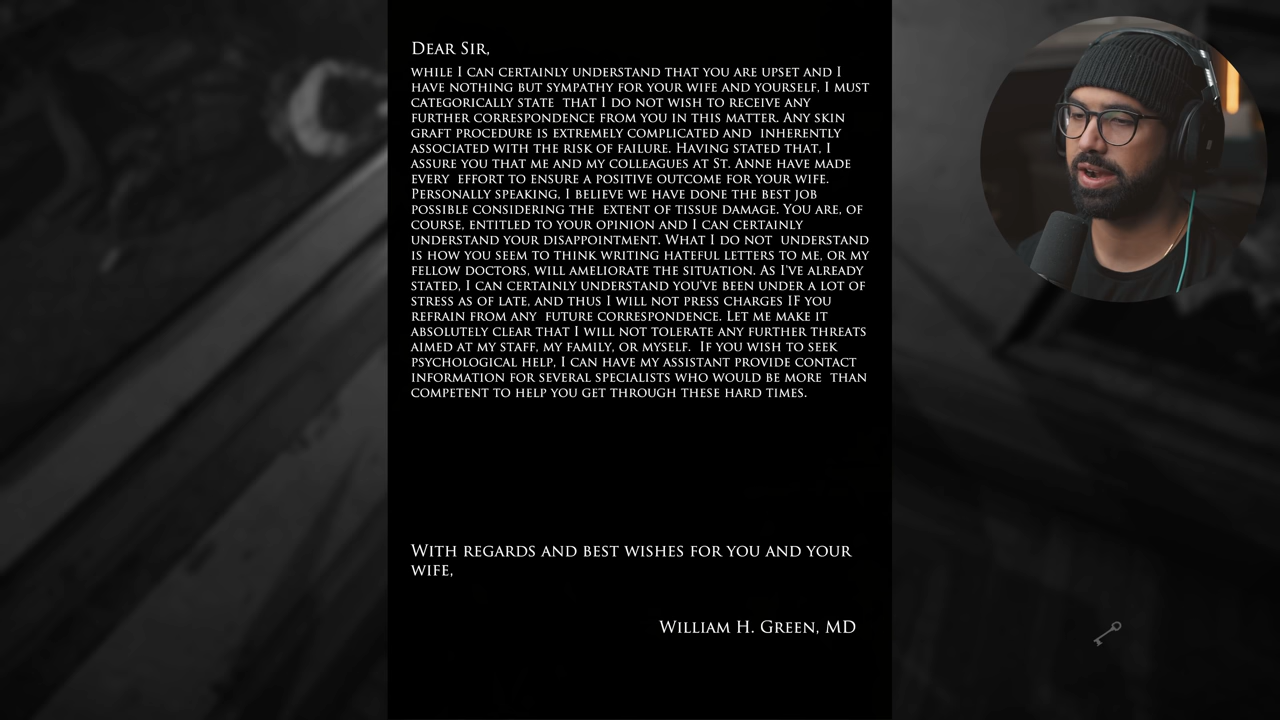 DEAR SIR,
WHILE I CAN CERTAINLY UNDERSTAND THAT YOU ARE UPSET AND I
HAVE NOTHING BUT SYMPATHY FOR YOUR WIFE AND YOURSELF, I MUST
CATEGORICALLY STATE THAT I DO NOT WISH TO RECEIVE ANY
FURTHER CORRESPONDENCE FROM YOU IN THIS MATTER. ANY SKIN
GRAFT PROCEDURE IS EXTREMELY COMPLICATED AND INHERENTLY
ASSOCIATED WITH THE RISK OF FAILURE. HAVING STATED THAT, I
ASSURE YOU THAT ME AND MY COLLEAGUES AT ST. ANNE HAVE MADE
EVERY EFFORT TO ENSURE A POSITIVE OUTCOME FOR YOUR WIFE.
PERSONALLY SPEAKING, I BELIEVE WE HAVE DONE THE BEST JOB
POSSIBLE CONSIDERING THE EXTENT OF TISSUE DAMAGE. YOU ARE, OF
COURSE, ENTITLED TO YOUR OPINION AND I CAN CERTAINLY
UNDERSTAND YOUR DISAPPOINTMENT. WHAT I DO NOT UNDERSTAND
IS HOW YOU SEEM TO THINK WRITING HATEFUL LETTERS TO ME, OR MY
FELLOW DOCTORS, WILL AMELIORATE THE SITUATION. AS I'VE ALREADY
STATED, I CAN CERTAINLY UNDERSTAND YOU'VE BEEN UNDER A LOT OF
STRESS AS OF LATE, AND THUS I WILL NOT PRESS CHARGES IF YOU
REFRAIN FROM ANY FUTURE CORRESPONDENCE. LET ME MAKE IT
ABSOLUTELY CLEAR THAT I WILL NOT TOLERATE ANY FURTHER THREATS
AIMED AT MY STAFF, MY FAMILY, OR MYSELF. IF YOU WISH TO SEEK
PSYCHOLOGICAL HELP, I CAN HAVE MY ASSISTANT PROVIDE CONTACT
INFORMATION FOR SEVERAL SPECIALISTS WHO WOULD BE MORE THAN
COMPETENT TO HELP YOU GET THROUGH THESE HARD TIMES.
WITH REGARDS AND BEST WISHES FOR YOU AND YOUR
WIFE,
WILLIAM H. GREEN, MD